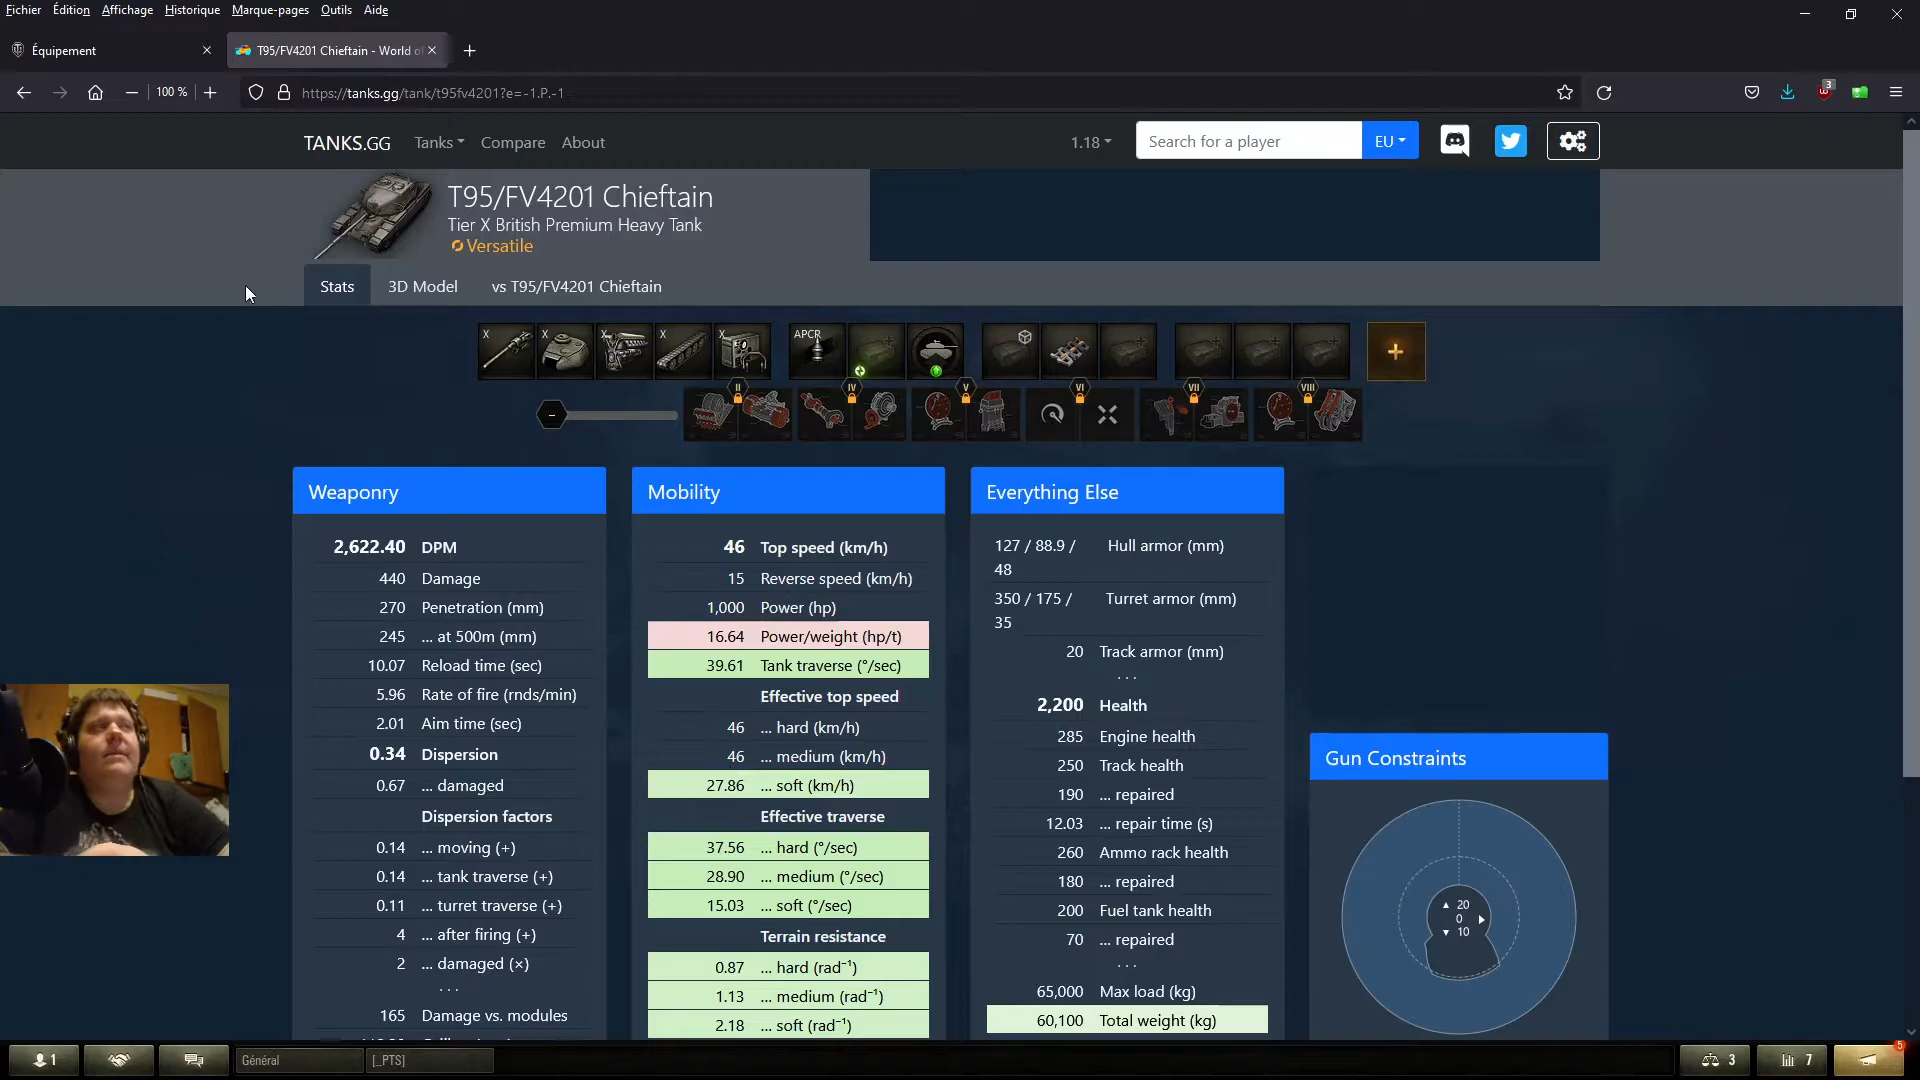 Fichier Édition Affichage Historique Marque-pages Outils Aide
Équipement
T95/FV4201 Chieftain - World of
100 %
https://tanks.gg/tank/t95fv4201?e=-1.P.-1
3
TANKS.GG Tanks Compare About 1.18 Search for a player EU
T95/FV4201 Chieftain
Tier X British Premium Heavy Tank
Versatile
Stats 3D Model vs T95/FV4201 Chieftain
X X X X X APCR
II IV V VI VII VIII
Weaponry
2,622.40 DPM
440 Damage
270 Penetration (mm)
245 ... at 500m (mm)
10.07 Reload time (sec)
5.96 Rate of fire (rnds/min)
2.01 Aim time (sec)
0.34 Dispersion
0.67 ... damaged
Dispersion factors
0.14 ... moving (+)
0.14 ... tank traverse (+)
0.11 ... turret traverse (+)
4 ... after firing (+)
2 ... damaged (×)
...
165 Damage vs. modules
Mobility
46 Top speed (km/h)
15 Reverse speed (km/h)
1,000 Power (hp)
16.64 Power/weight (hp/t)
39.61 Tank traverse (°/sec)
Effective top speed
46 ... hard (km/h)
46 ... medium (km/h)
27.86 ... soft (km/h)
Effective traverse
37.56 ... hard (°/sec)
28.90 ... medium (°/sec)
15.03 ... soft (°/sec)
Terrain resistance
0.87 ... hard (rad⁻¹)
1.13 ... medium (rad⁻¹)
2.18 ... soft (rad⁻¹)
Everything Else
127 / 88.9 / Hull armor (mm)
48
350 / 175 / Turret armor (mm)
35
20 Track armor (mm)
...
2,200 Health
285 Engine health
250 Track health
190 ... repaired
12.03 ... repair time (s)
260 Ammo rack health
180 ... repaired
200 Fuel tank health
70 ... repaired
...
65,000 Max load (kg)
60,100 Total weight (kg)
Gun Constraints
20
0
10
1
Général
[_PTS]
3
7
5